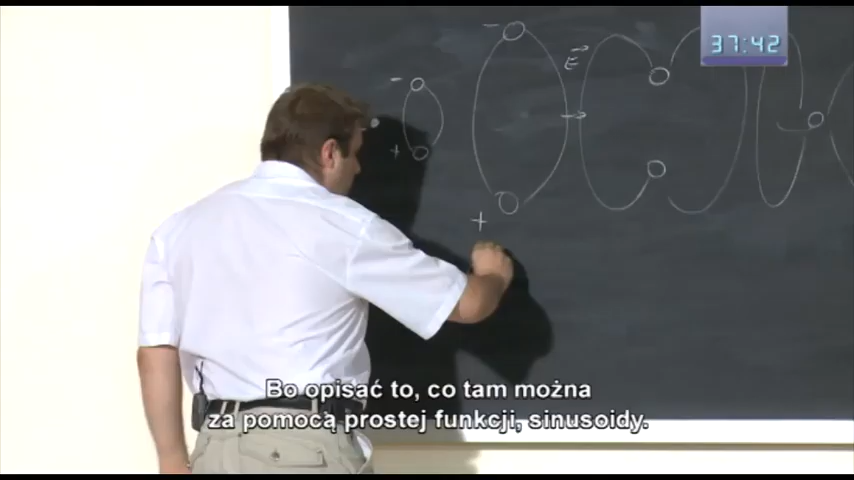 37:42
-
E
-
+
+
Bo opisać to, co tam można
za pomocą prostej funkcji, sinusoidy.